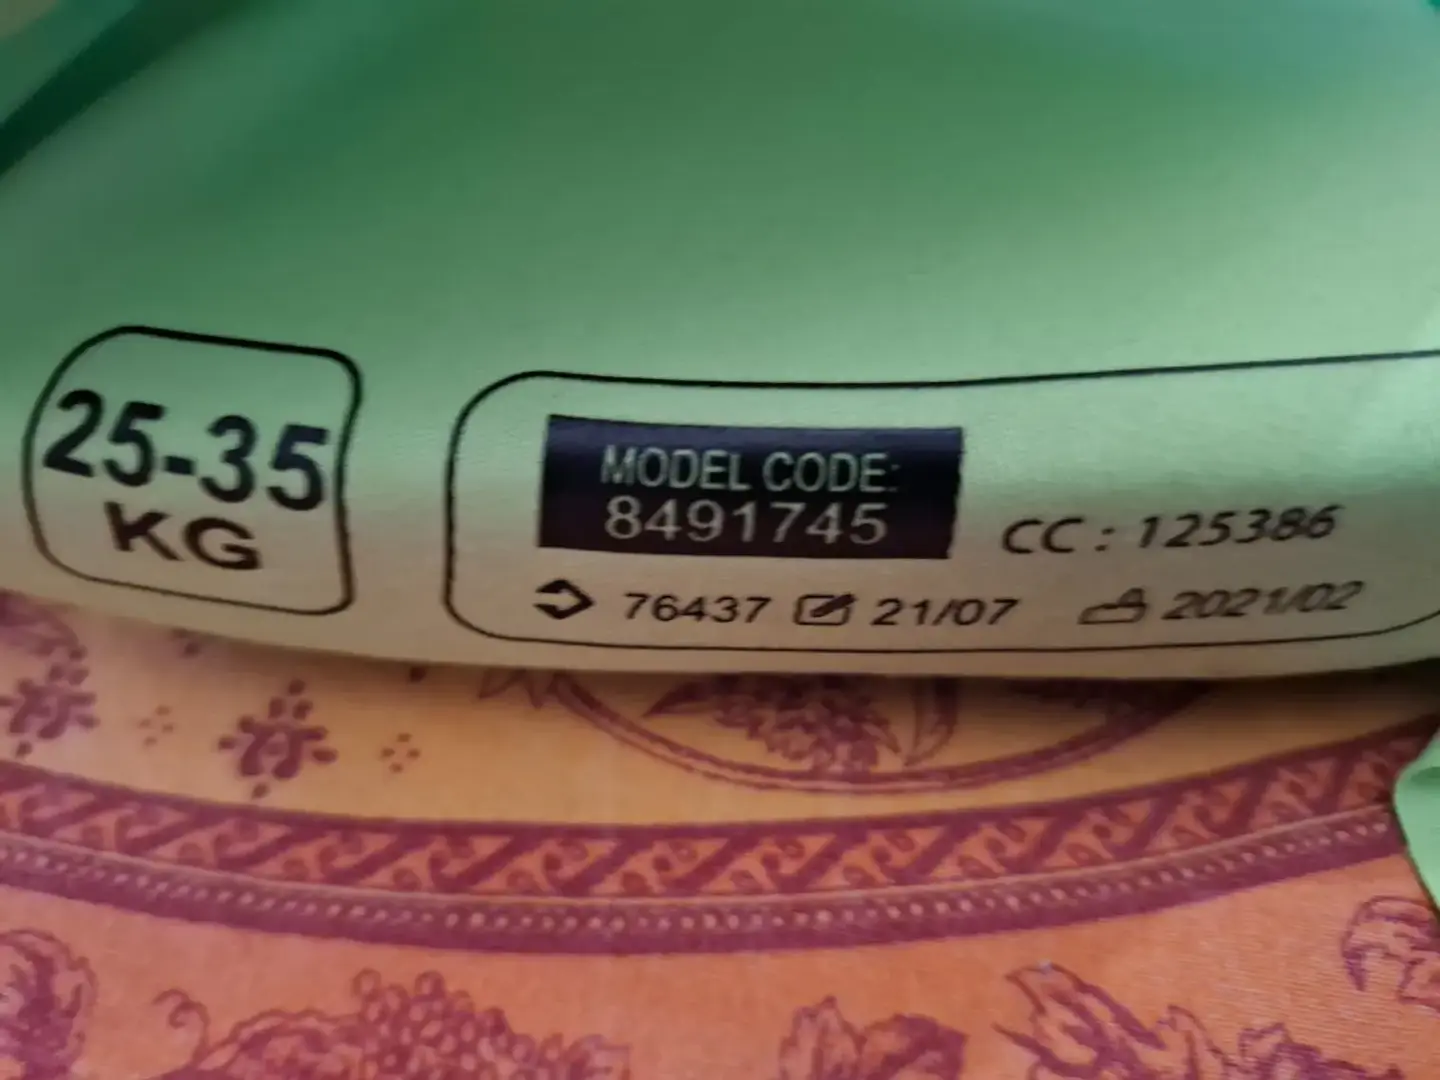 25-35
KG
MODEL CODE:
8491745
CC : 125386
76437 21/07 2021/02